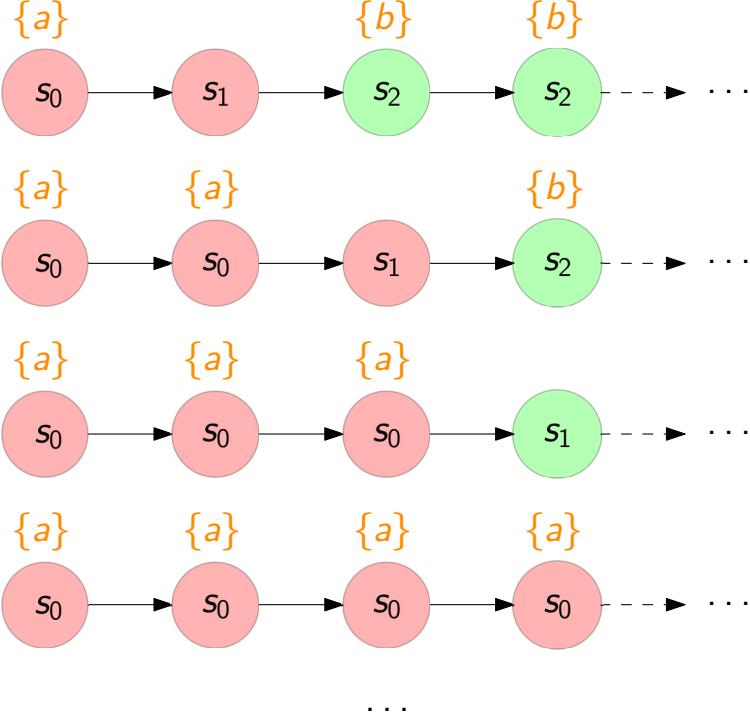 {a} {b} {b}
s0 s1 s2 s2 ···
{a} {a} {b}
s0 s0 s1 s2 ···
{a} {a} {a}
s0 s0 s0 s1 ···
{a} {a} {a} {a}
s0 s0 s0 s0 ···
···